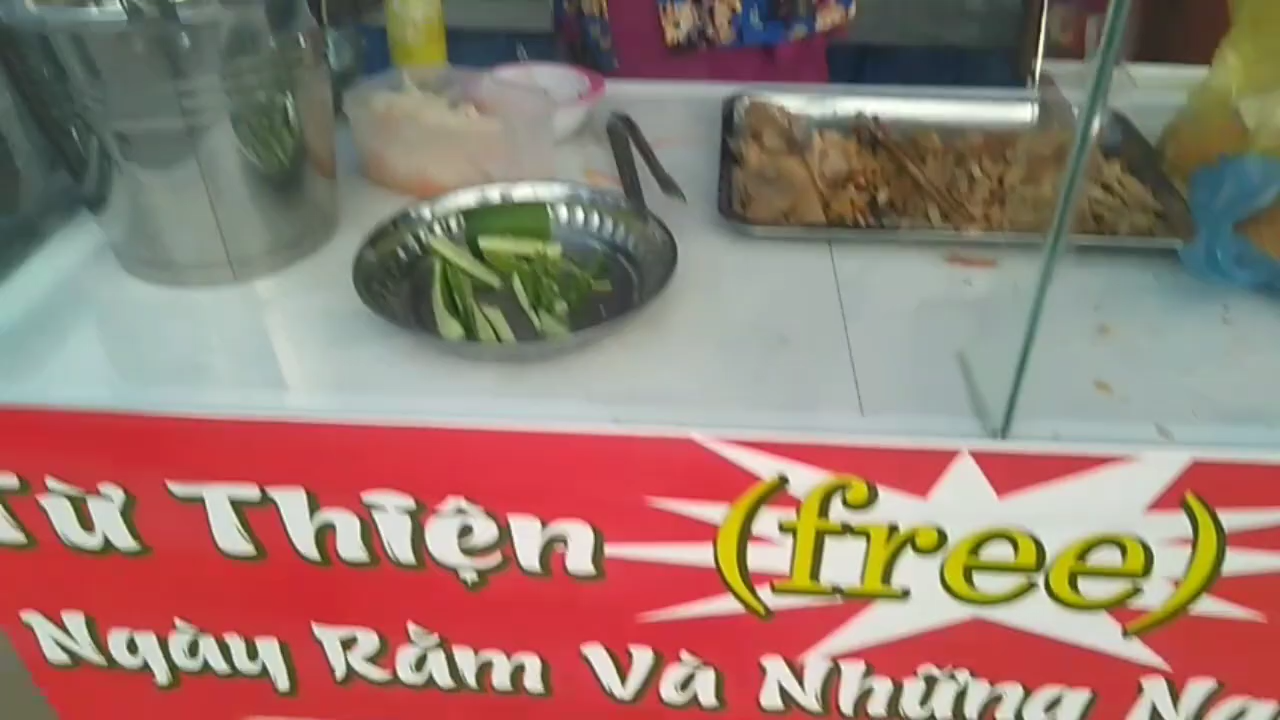 Từ Thiện (free)
Ngày Rằm Và Những